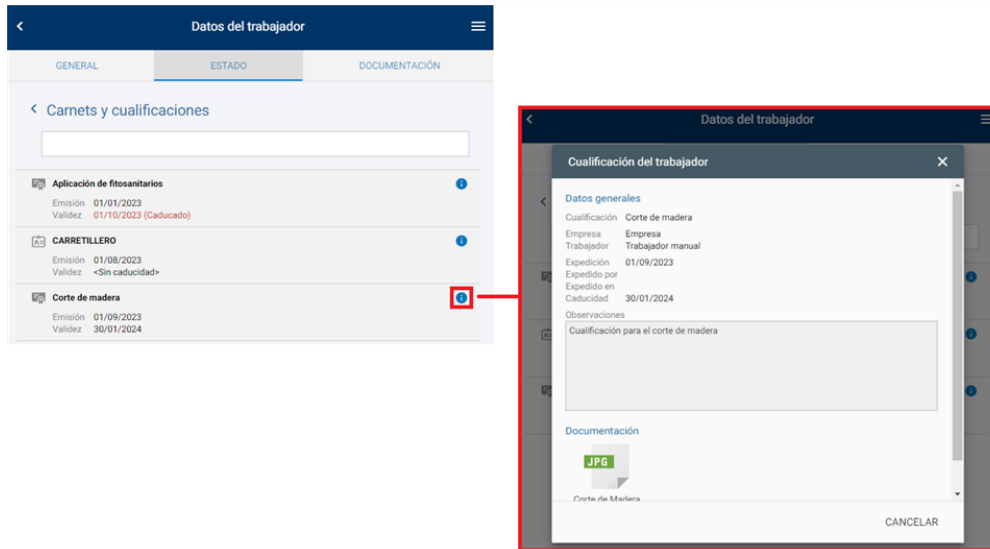 Datos del trabajador
GENERAL ESTADO DOCUMENTACIÓN
Carnets y cualificaciones
Aplicación de fitosanitarios
Emisión 01/01/2023
Validez 01/10/2023 (Caducado)
CARRETILLERO
Emisión 01/08/2023
Validez <Sin caducidad>
Corte de madera
Emisión 01/09/2023
Validez 30/01/2024
Datos del trabajador
Cualificación del trabajador
Datos generales
Cualificación Corte de madera
Empresa Empresa
Trabajador Trabajador manual
Expedición 01/09/2023
Expedido por
Expedido en
Caducidad 30/01/2024
Observaciones
Cualificación para el corte de madera
Documentación
JPG
Corte de Madera
CANCELAR